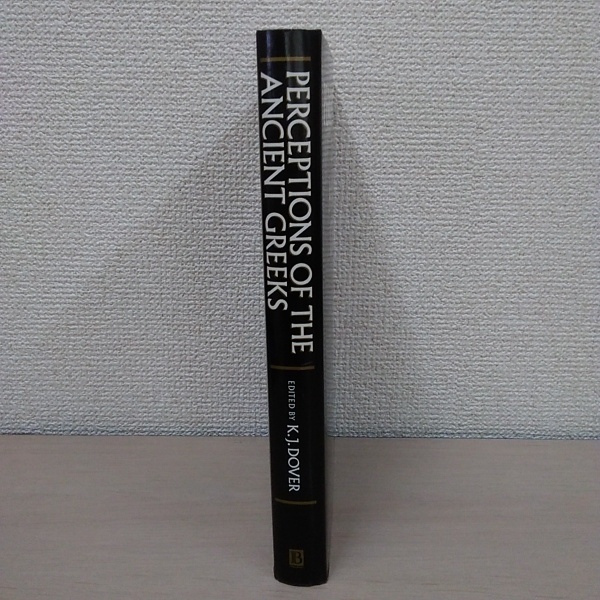 PERCEPTIONS OF THE
ANCIENT GREEKS
EDITED BY K. J. DOVER
B